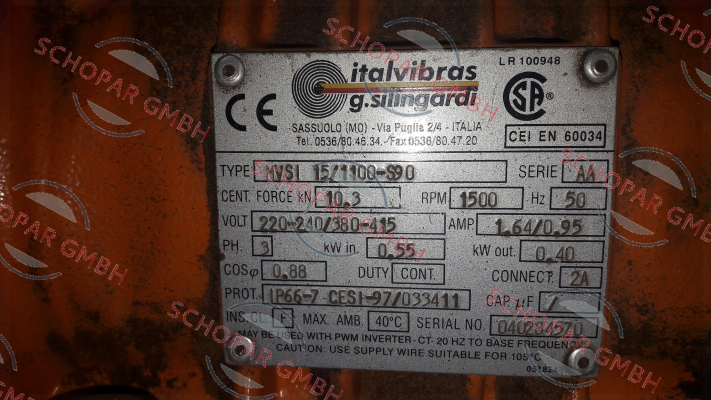 italvibras
g.silingardi
LR 100948
CE
SASSUOLO (MO) - Via Puglia 2/4 - ITALIA
Tel. 0536/80.46.34. - Fax 0536/80.47.20
CSA
CEI EN 60034
TYPE MVSI 15/1100-S90 SERIE AA
CENT. FORCE kN 10.3 RPM 1500 Hz 50
VOLT 220-240/380-415 AMP. 1.64/0.95
PH. 3 kW in. 0.55 kW out. 0.40
COSφ 0.88 DUTY CONT. CONNECT. 2A
PROT. IP66-7 CESI-97/033411 CAP. µF /
INS.CL. F MAX. AMB. 40°C SERIAL NO.
MAY BE USED WITH PWM INVERTER -CT- 20 HZ TO BASE FREQUENCY
CAUTION: USE SUPPLY WIRE SUITABLE FOR 105°C
SCHOPAR GMBH
SCHOPAR GMBH
SCHOPAR GMBH
SCHOPAR GMBH
SCHOPAR GMBH
SCHOPAR GMBH